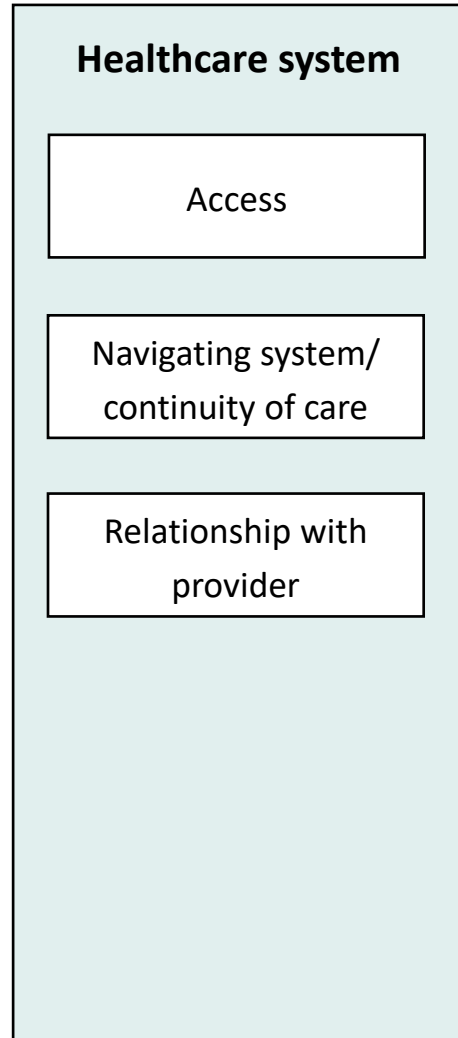 Healthcare system
Access
Navigating system/
continuity of care
Relationship with
provider